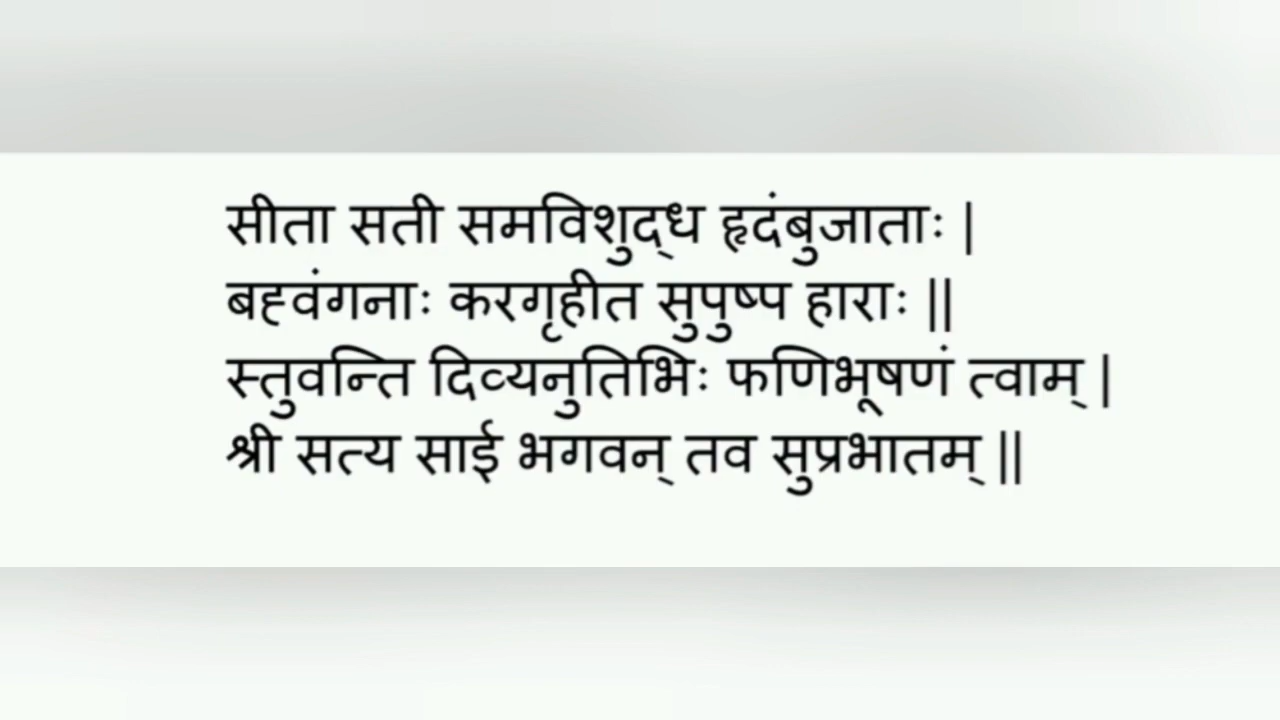 सीता सती समविशुद्ध हृदंबुजाताः |
बह्वंगनाः करगृहीत सुपुष्प हाराः ||
स्तुवन्ति दिव्यनुतिभिः फणिभूषणं त्वाम् |
श्री सत्य साई भगवन् तव सुप्रभातम् ||